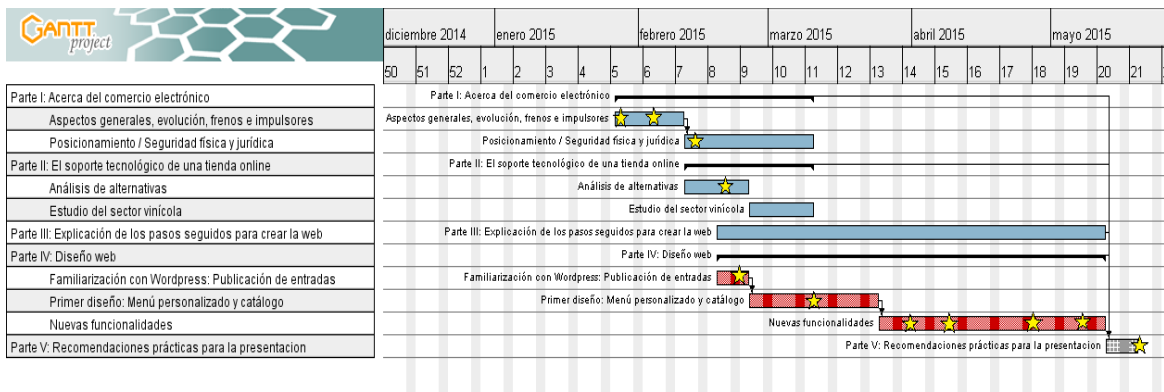 GANTT
project
diciembre 2014 enero 2015 febrero 2015 marzo 2015 abril 2015 mayo 2015
50 51 52 1 2 3 4 5 6 7 8 9 10 11 12 13 14 15 16 17 18 19 20 21
Parte I: Acerca del comercio electrónico
Aspectos generales, evolución, frenos e impulsores
Posicionamiento / Seguridad física y jurídica
Parte II: El soporte tecnológico de una tienda online
Análisis de alternativas
Estudio del sector vinícola
Parte III: Explicación de los pasos seguidos para crear la web
Parte IV: Diseño web
Familiarización con Wordpress: Publicación de entradas
Primer diseño: Menú personalizado y catálogo
Nuevas funcionalidades
Parte V: Recomendaciones prácticas para la presentacion
Parte I: Acerca del comercio electrónico
Aspectos generales, evolución, frenos e impulsores
Posicionamiento / Seguridad física y jurídica
Parte II: El soporte tecnológico de una tienda online
Análisis de alternativas
Estudio del sector vinícola
Parte III: Explicación de los pasos seguidos para crear la web
Parte IV: Diseño web
Familiarización con Wordpress: Publicación de entradas
Primer diseño: Menú personalizado y catálogo
Nuevas funcionalidades
Parte V: Recomendaciones prácticas para la presentacion